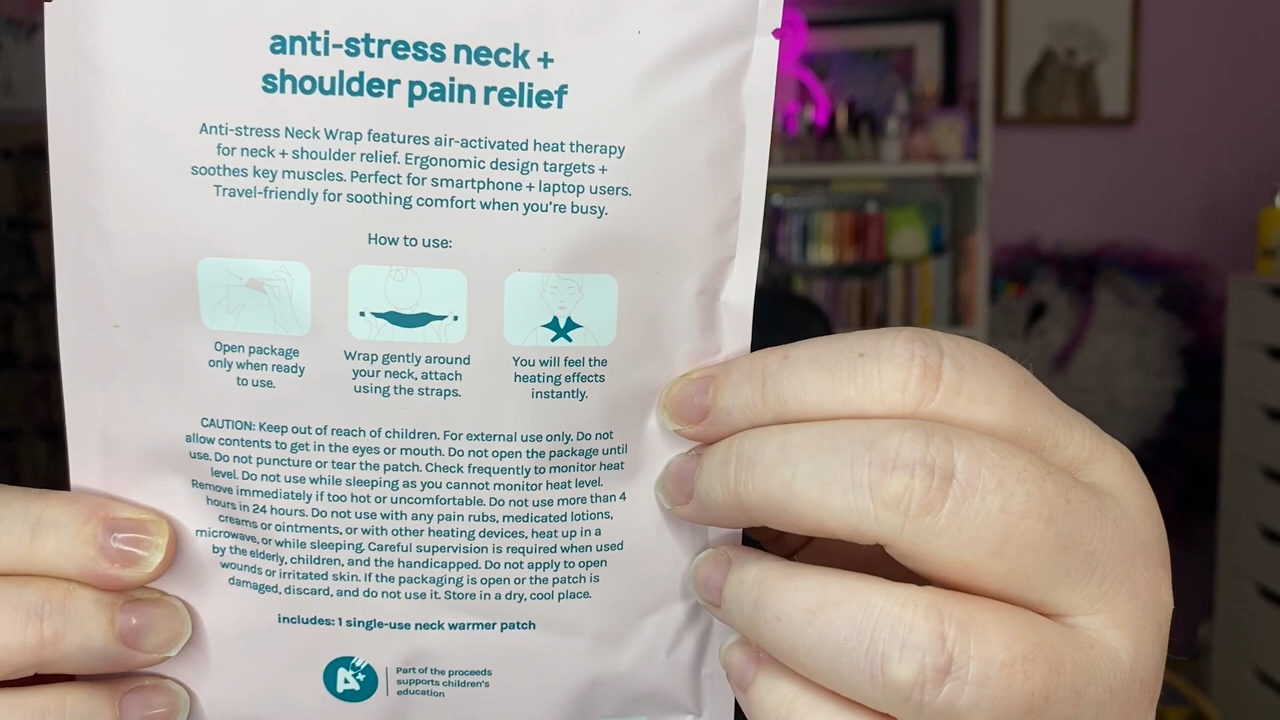 anti-stress neck +
shoulder pain relief
Anti-stress Neck Wrap features air-activated heat therapy
for neck + shoulder relief. Ergonomic design targets +
soothes key muscles. Perfect for smartphone + laptop users.
Travel-friendly for soothing comfort when you're busy.
How to use:
Open package
only when ready
to use.
Wrap gently around
your neck, attach
using the straps.
You will feel the
heating effects
instantly.
CAUTION: Keep out of reach of children. For external use only. Do not
allow contents to get in the eyes or mouth. Do not open the package until
use. Do not puncture or tear the patch. Check frequently to monitor heat
level. Do not use while sleeping as you cannot monitor heat level.
Remove immediately if too hot or uncomfortable. Do not use more than 4
hours in 24 hours. Do not use with any pain rubs, medicated lotions,
creams or ointments, or with other heating devices, heat up in a
microwave, or while sleeping. Careful supervision is required when used
by the elderly, children, and the handicapped. Do not apply to open
wounds or irritated skin. If the packaging is open or the patch is
damaged, discard, and do not use it. Store in a dry, cool place.
includes: 1 single-use neck warmer patch
A+
Part of the proceeds
supports children's
education